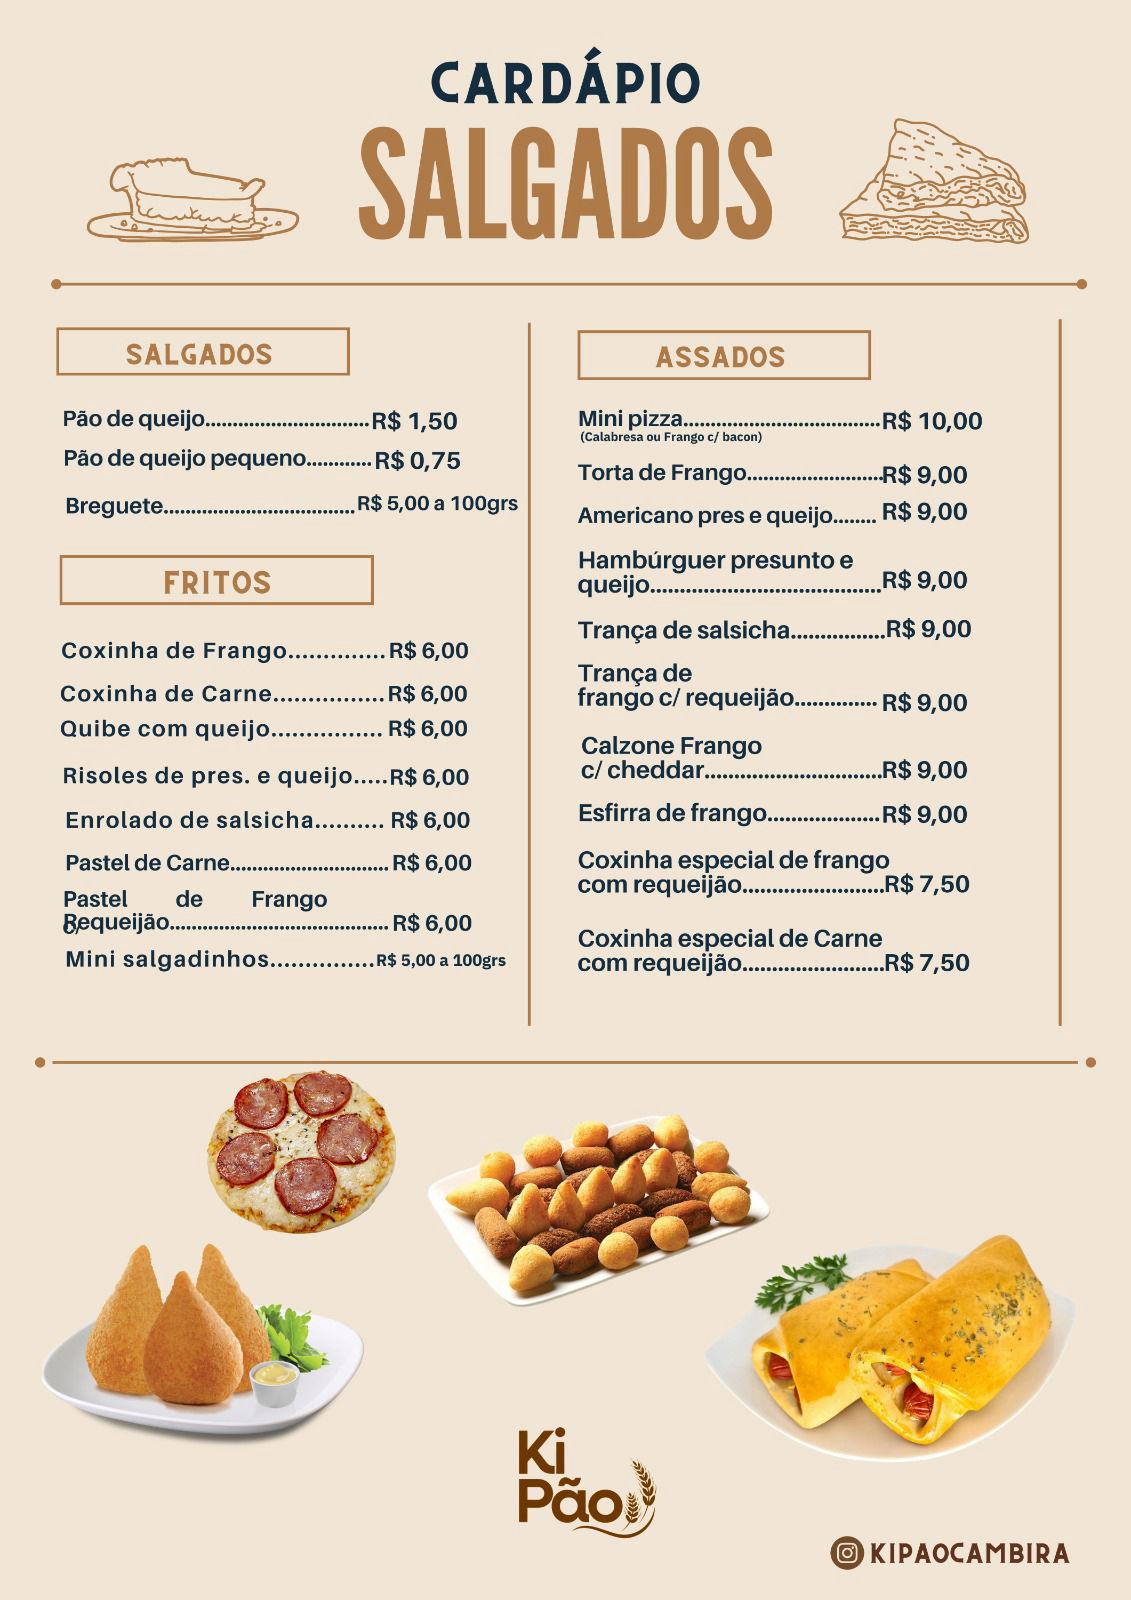 CARDÁPIO
SALGADOS
SALGADOS
Pão de queijo............................R$ 1,50
Pão de queijo pequeno...........R$ 0,75
Breguete................................R$ 5,00 a 100grs
FRITOS
Coxinha de Frango..............R$ 6,00
Coxinha de Carne................R$ 6,00
Quibe com queijo................R$ 6,00
Risoles de pres. e queijo.....R$ 6,00
Enrolado de salsicha..........R$ 6,00
Pastel de Carne...........................R$ 6,00
Pastel de Frango
c/
Requeijão.....................................R$ 6,00
Mini salgadinhos...............R$ 5,00 a 100grs
ASSADOS
Mini pizza.................................R$ 10,00
(Calabresa ou Frango c/ bacon)
Torta de Frango.......................R$ 9,00
Americano pres e queijo........R$ 9,00
Hambúrguer presunto e
queijo.......................................R$ 9,00
Trança de salsicha................R$ 9,00
Trança de
frango c/ requeijão..............R$ 9,00
Calzone Frango
c/ cheddar..............................R$ 9,00
Esfirra de frango...................R$ 9,00
Coxinha especial de frango
com requeijão........................R$ 7,50
Coxinha especial de Carne
com requeijão........................R$ 7,50
Ki
Pão
KIPAOCAMBIRA